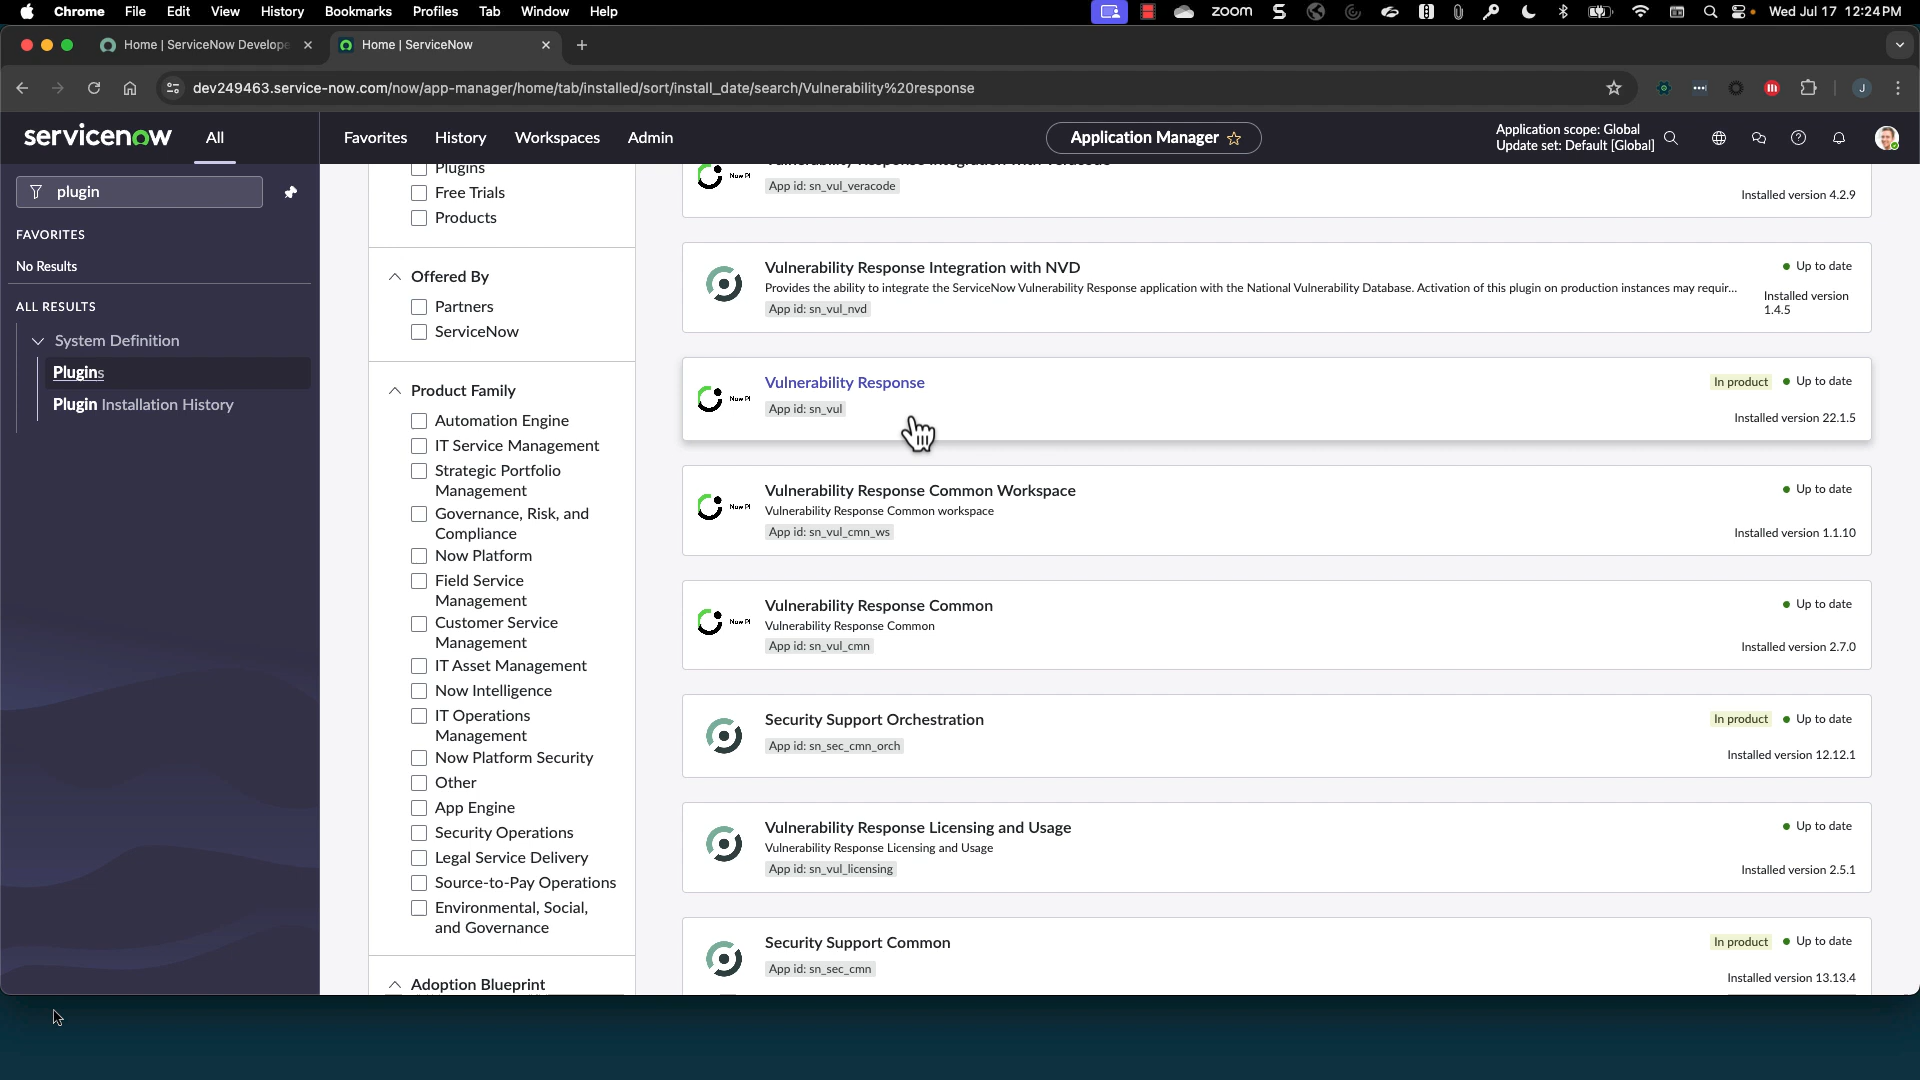 Chrome File Edit View History Bookmarks Profiles Tab Window Help
zoom
Wed Jul 17 12:24PM
Home | ServiceNow Develope
Home | ServiceNow
dev249463.service-now.com/now/app-manager/home/tab/installed/sort/install_date/search/Vulnerability%20response
J
servicenow
All
Favorites
History
Workspaces
Admin
Application Manager
Application scope: Global
Update set: Default [Global]
plugin
FAVORITES
No Results
ALL RESULTS
System Definition
Plugins
Plugin Installation History
Plugins
Free Trials
Products
Offered By
Partners
ServiceNow
Product Family
Automation Engine
IT Service Management
Strategic Portfolio
Management
Governance, Risk, and
Compliance
Now Platform
Field Service
Management
Customer Service
Management
IT Asset Management
Now Intelligence
IT Operations
Management
Now Platform Security
Other
App Engine
Security Operations
Legal Service Delivery
Source-to-Pay Operations
Environmental, Social,
and Governance
Adoption Blueprint
Now Pl
App id: sn_vul_veracode
Installed version 4.2.9
Vulnerability Response Integration with NVD
Provides the ability to integrate the ServiceNow Vulnerability Response application with the National Vulnerability Database. Activation of this plugin on production instances may requir...
App id: sn_vul_nvd
Up to date
Installed version
1.4.5
Now Pl
Vulnerability Response
App id: sn_vul
In product
Up to date
Installed version 22.1.5
Now Pl
Vulnerability Response Common Workspace
Vulnerability Response Common workspace
App id: sn_vul_cmn_ws
Up to date
Installed version 1.1.10
Now Pl
Vulnerability Response Common
Vulnerability Response Common
App id: sn_vul_cmn
Up to date
Installed version 2.7.0
Security Support Orchestration
App id: sn_sec_cmn_orch
In product
Up to date
Installed version 12.12.1
Vulnerability Response Licensing and Usage
Vulnerability Response Licensing and Usage
App id: sn_vul_licensing
Up to date
Installed version 2.5.1
Security Support Common
App id: sn_sec_cmn
In product
Up to date
Installed version 13.13.4